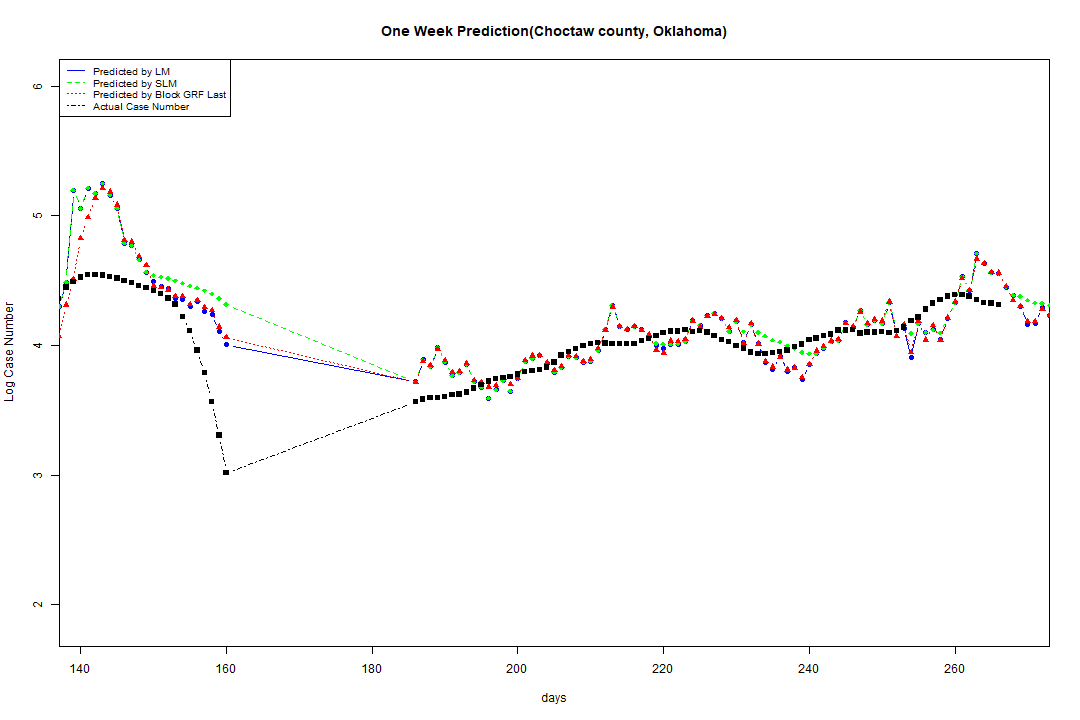 One Week Prediction(Choctaw county, Oklahoma)
Predicted by LM
Predicted by SLM
Predicted by Block GRF Last
Actual Case Number
6
5
4
3
2
Log Case Number
140 160 180 200 220 240 260
days